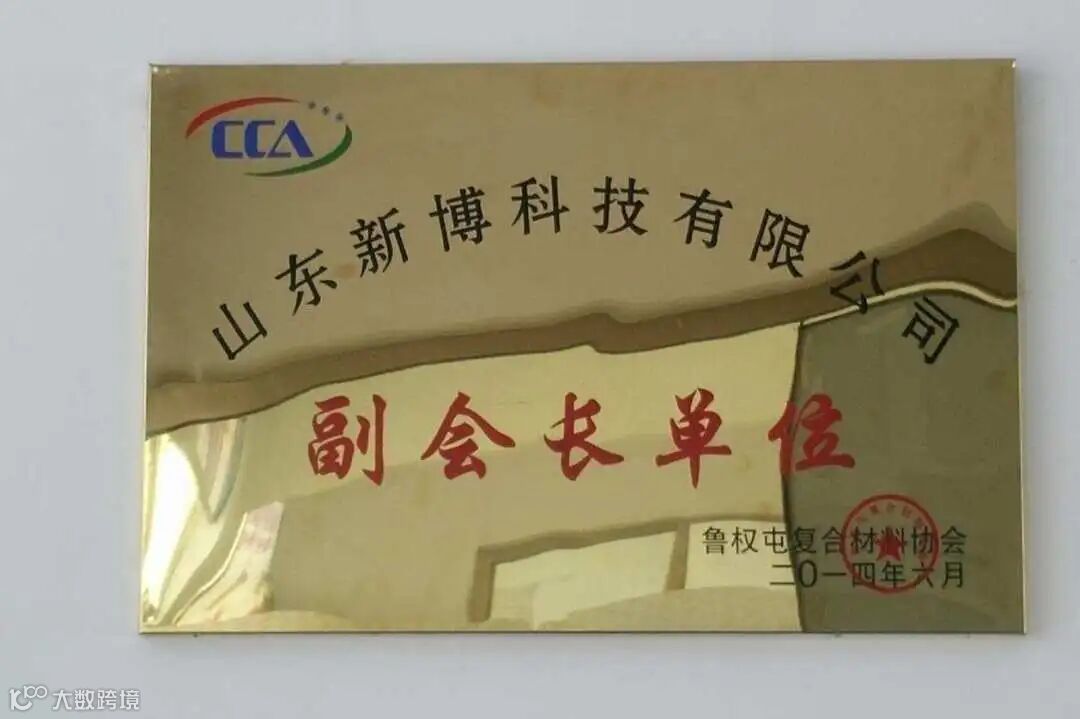 CCA
山东新博科技有限公司
副会长单位
鲁权屯复合材料协会
二〇一四年六月
大数跨境